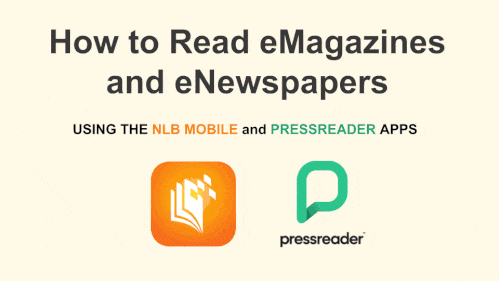 How to Read eMagazines
and eNewspapers
USING THE NLB MOBILE and PRESSREADER APPS
pressreader